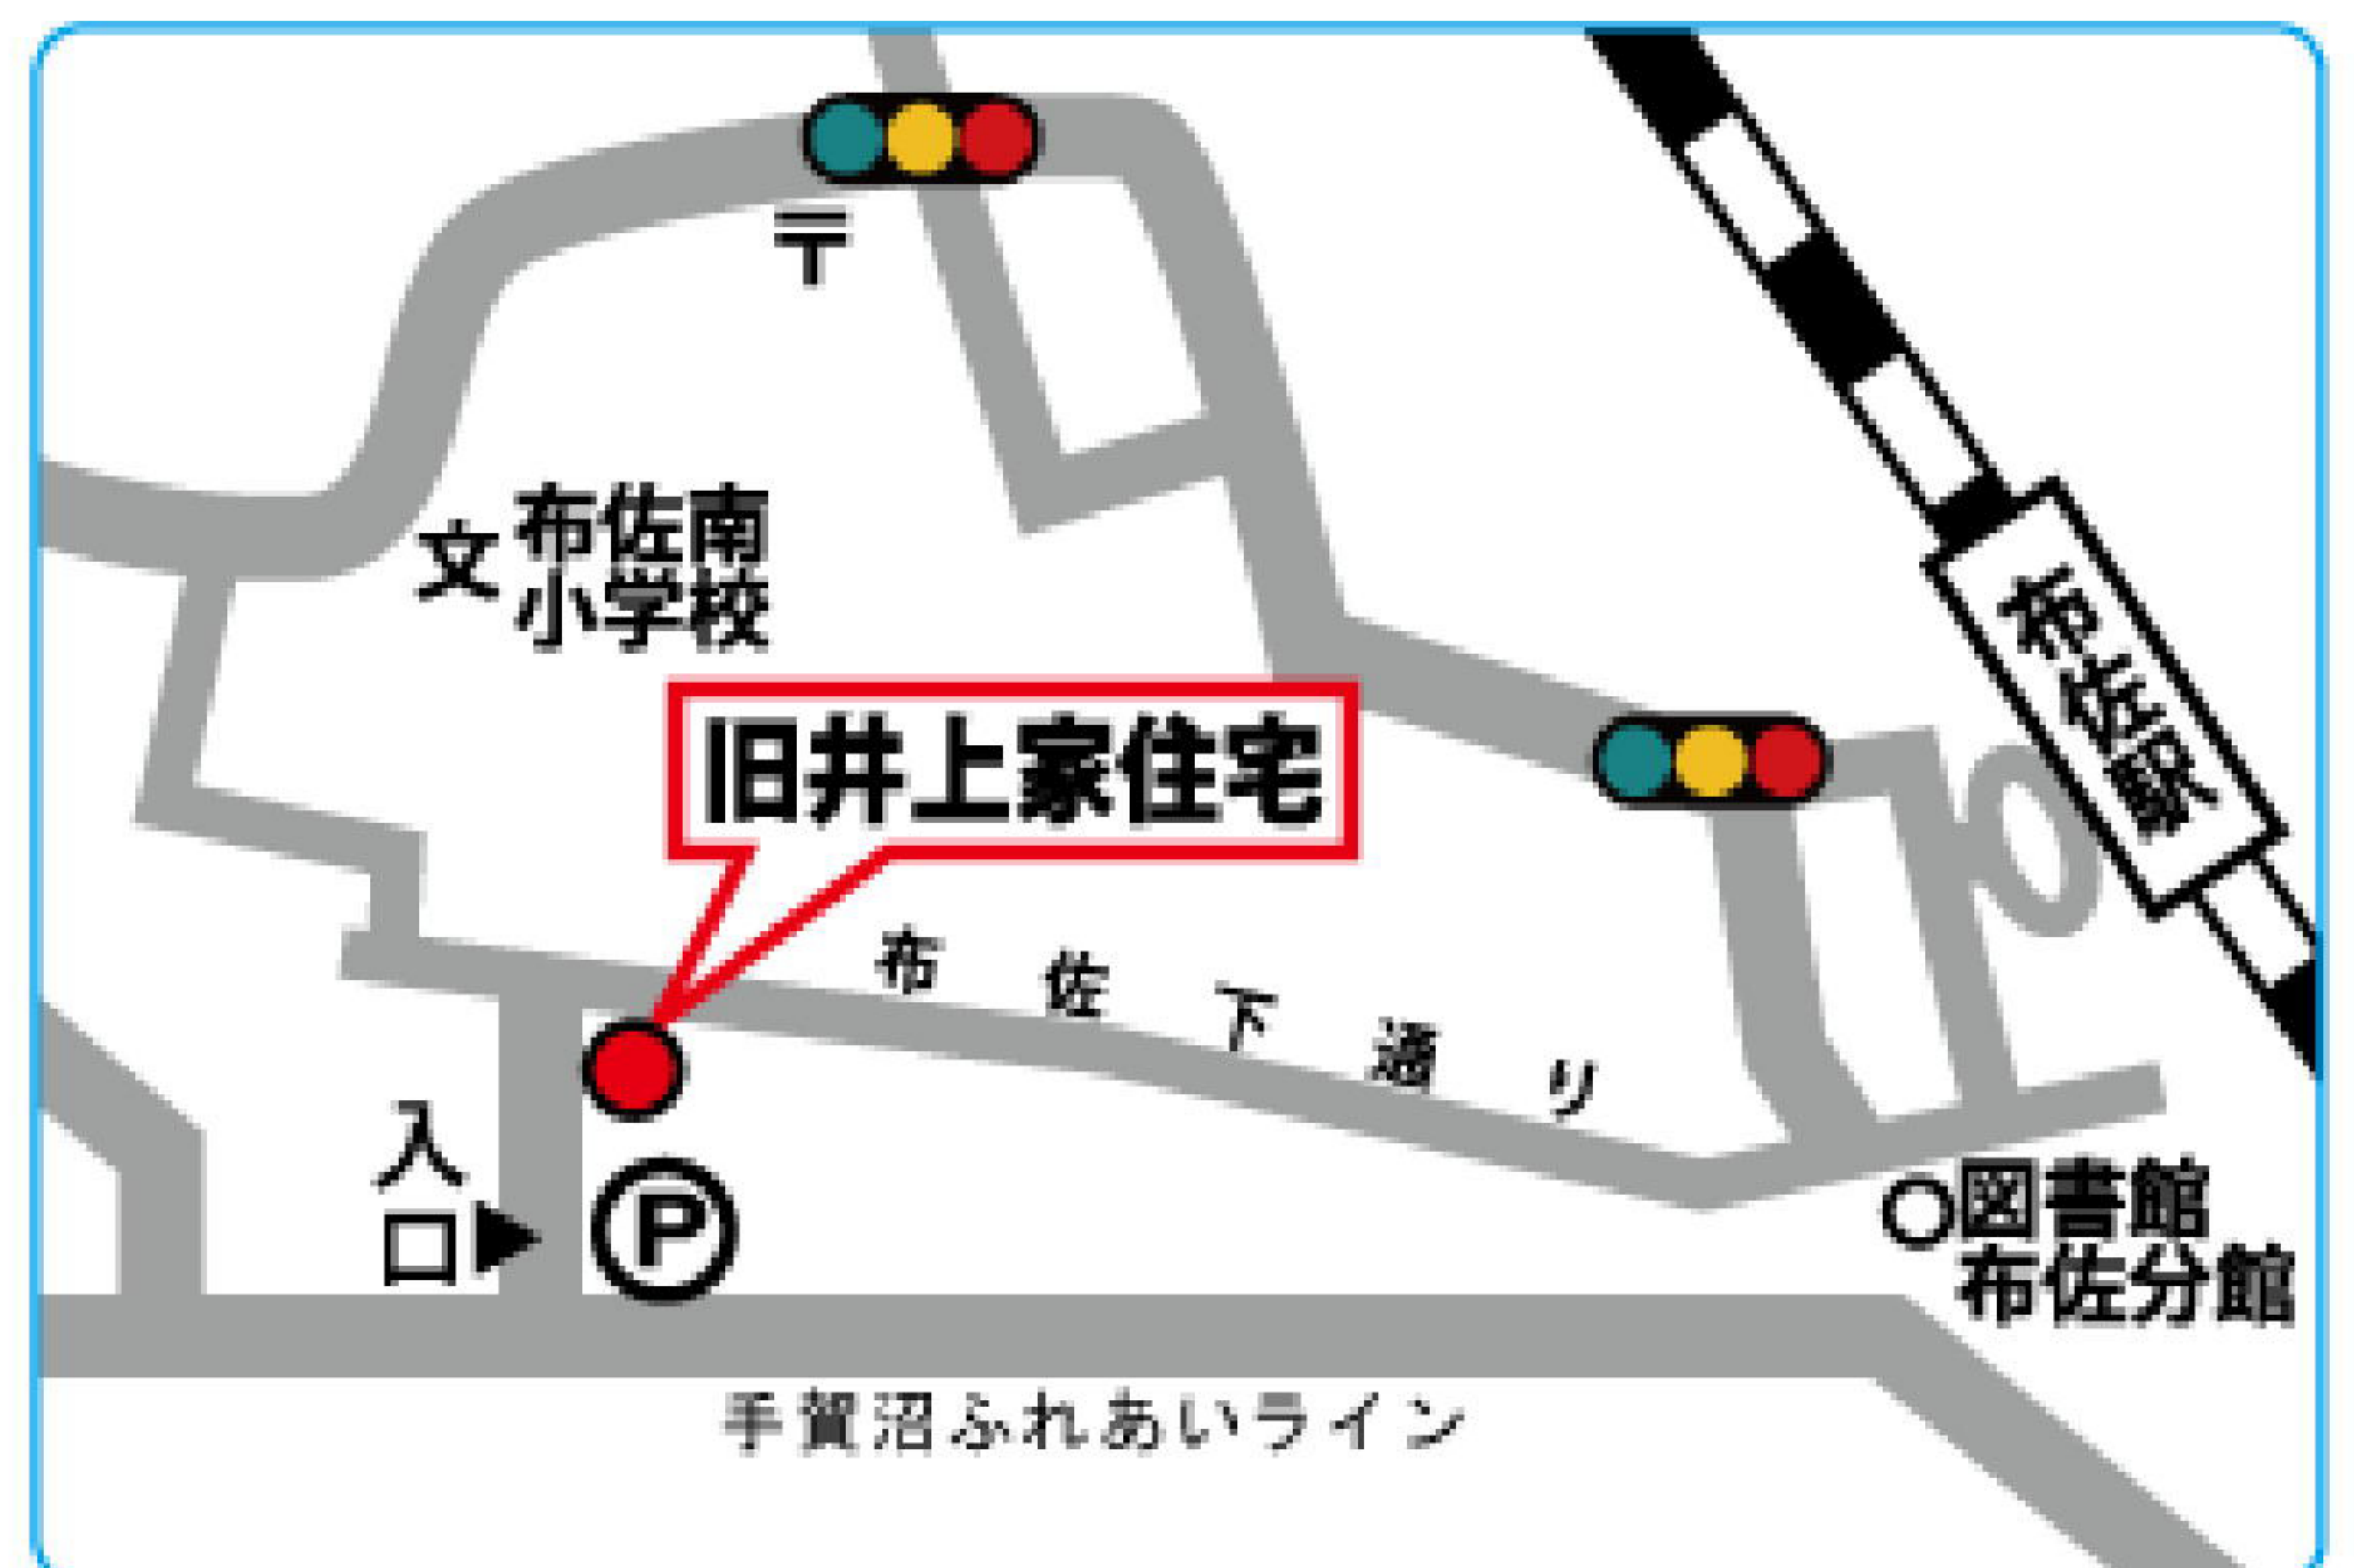 〒
文 布佐南
小学校
布佐駅
旧井上家住宅
布佐下通り
入口▶
P
○図書館
布佐分館
手賀沼ふれあいライン